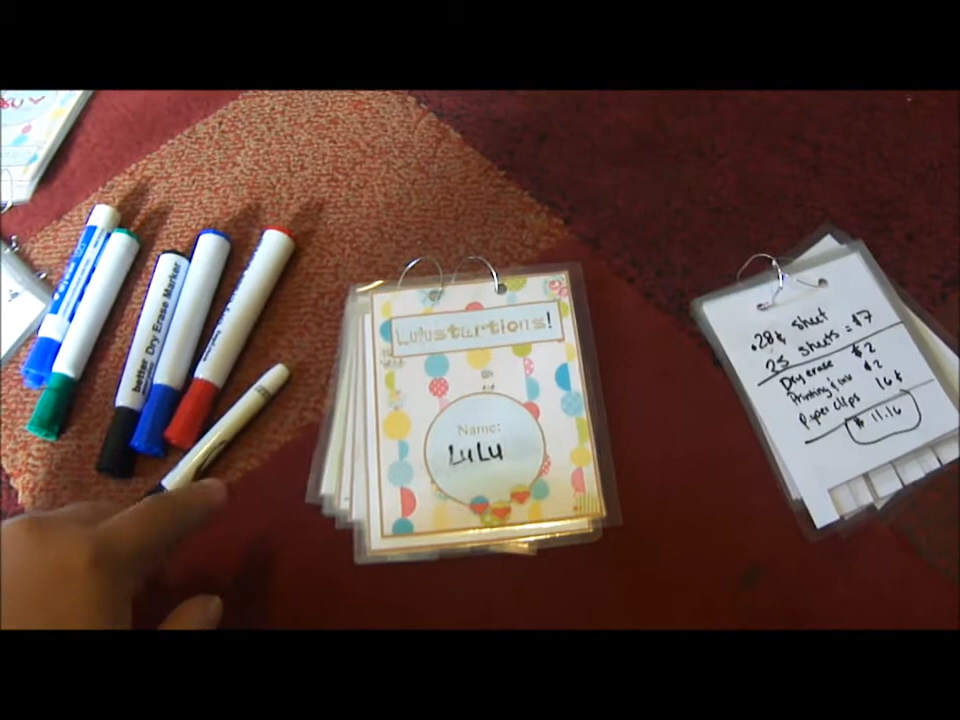 better
Dry Erase Marker
Lulustartions!
Name:
LuLu
.28¢ sheet
25 sheets = $7
Dry erase $2
Printing & Ink $2
Paper clips 16¢
$ 11.16